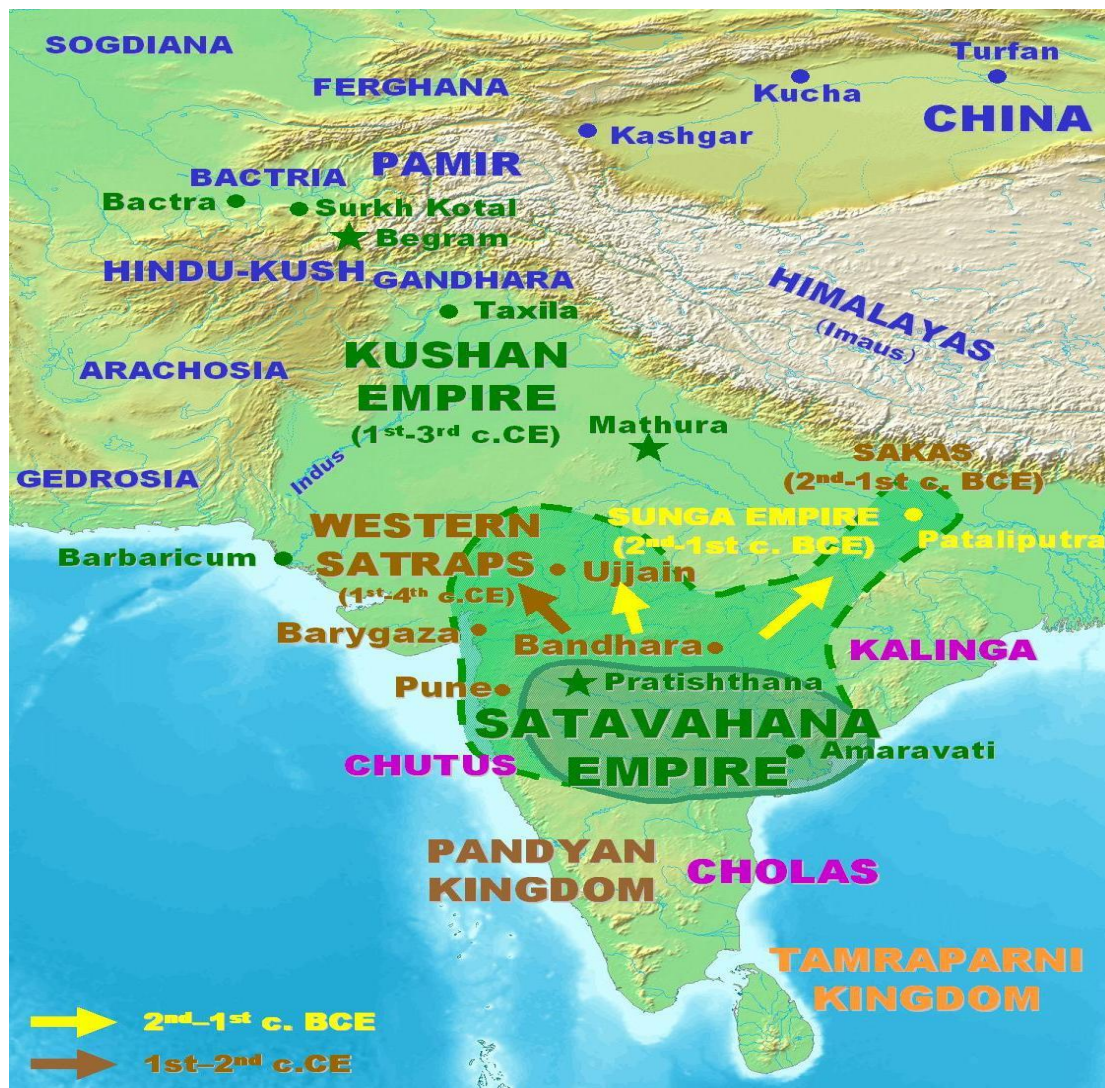 SOGDIANA
Turfan
FERGHANA
Kucha
CHINA
Kashgar
PAMIR
BACTRIA
Bactra
Surkh Kotal
Begram
HINDU-KUSH
GANDHARA
HIMALAYAS
(Imaus)
Taxila
KUSHAN
EMPIRE
(1st-3rd c.CE)
ARACHOSIA
Mathura
SAKAS
(2nd-1st c. BCE)
GEDROSIA
Indus
WESTERN
SATRAPS
(1st-4th c.CE)
SUNGA EMPIRE
(2nd-1st c. BCE)
Pataliputra
Barbaricum
Ujjain
Barygaza
Bandhara
KALINGA
Pune
Pratishthana
SATAVAHANA
EMPIRE
Amaravati
CHUTUS
PANDYAN
KINGDOM
CHOLAS
TAMRAPARNI
KINGDOM
2nd–1st c. BCE
1st–2nd c.CE